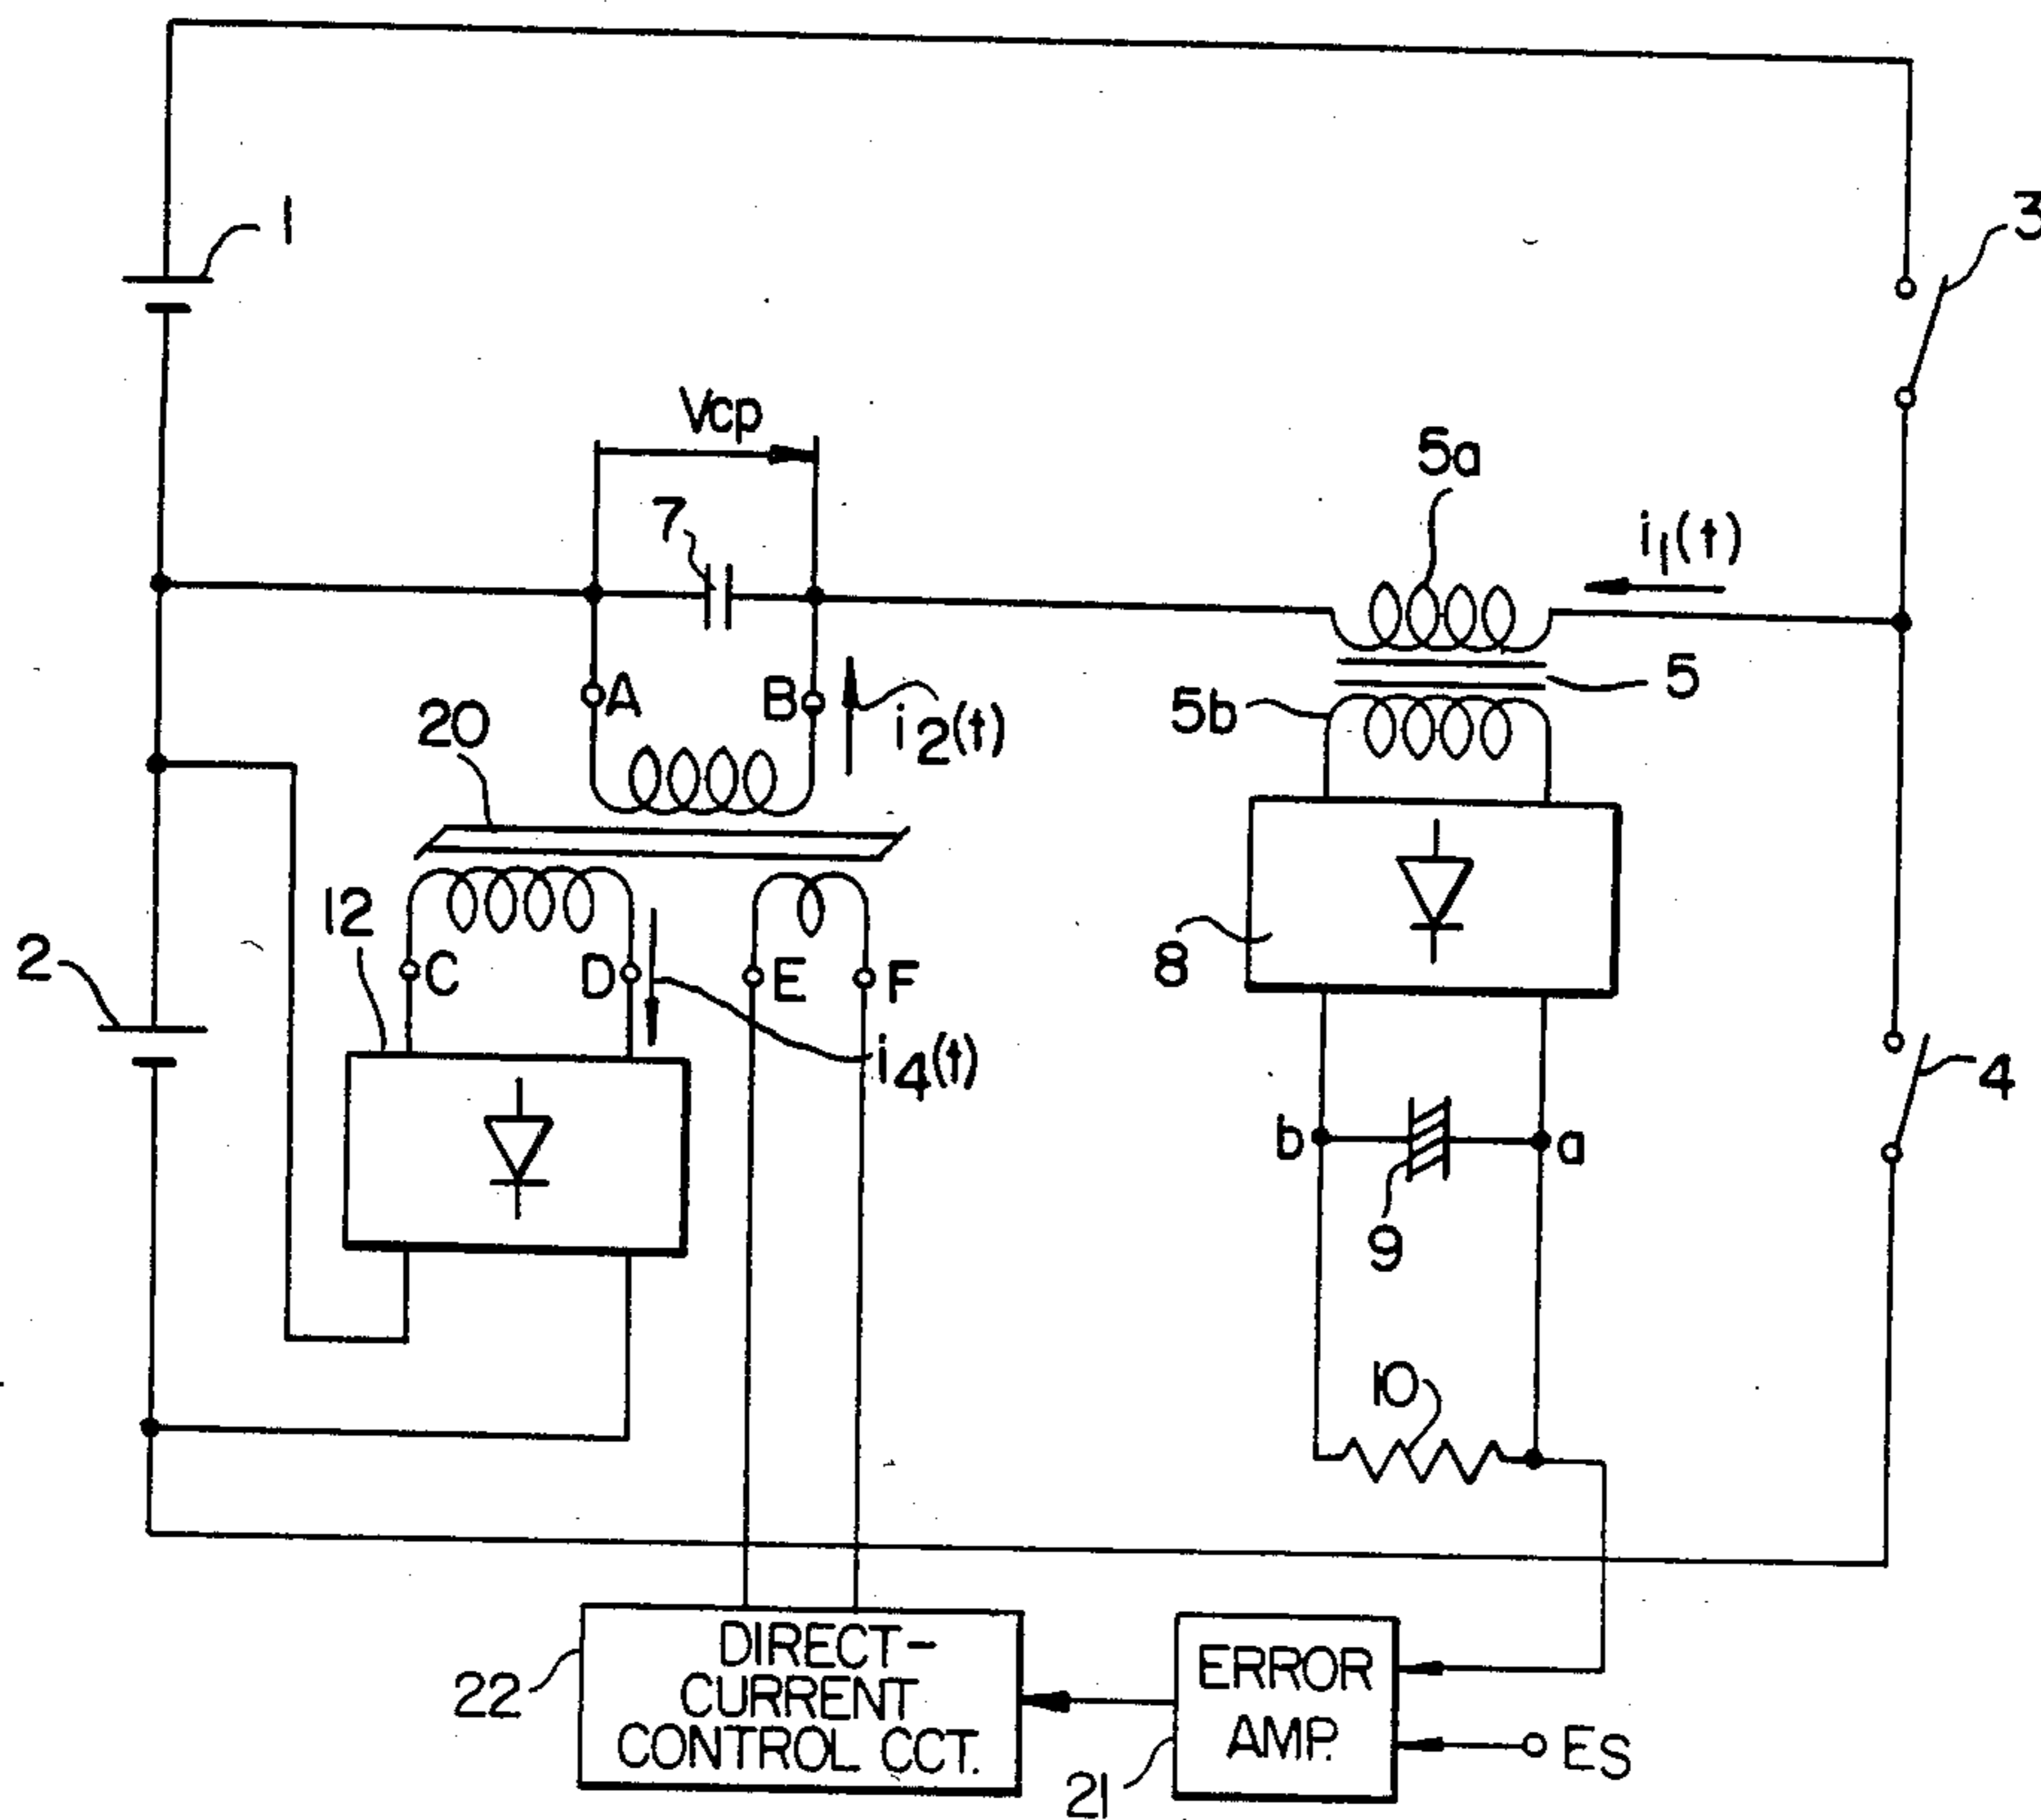 1
3
Vcp
7
5a
i1(t)
A
B
i2(t)
5
5b
20
12
2
C
D
E
F
8
i4(t)
4
b
a
9
10
DIRECT-
CURRENT
CONTROL CCT.
22
ERROR
AMP.
21
ES